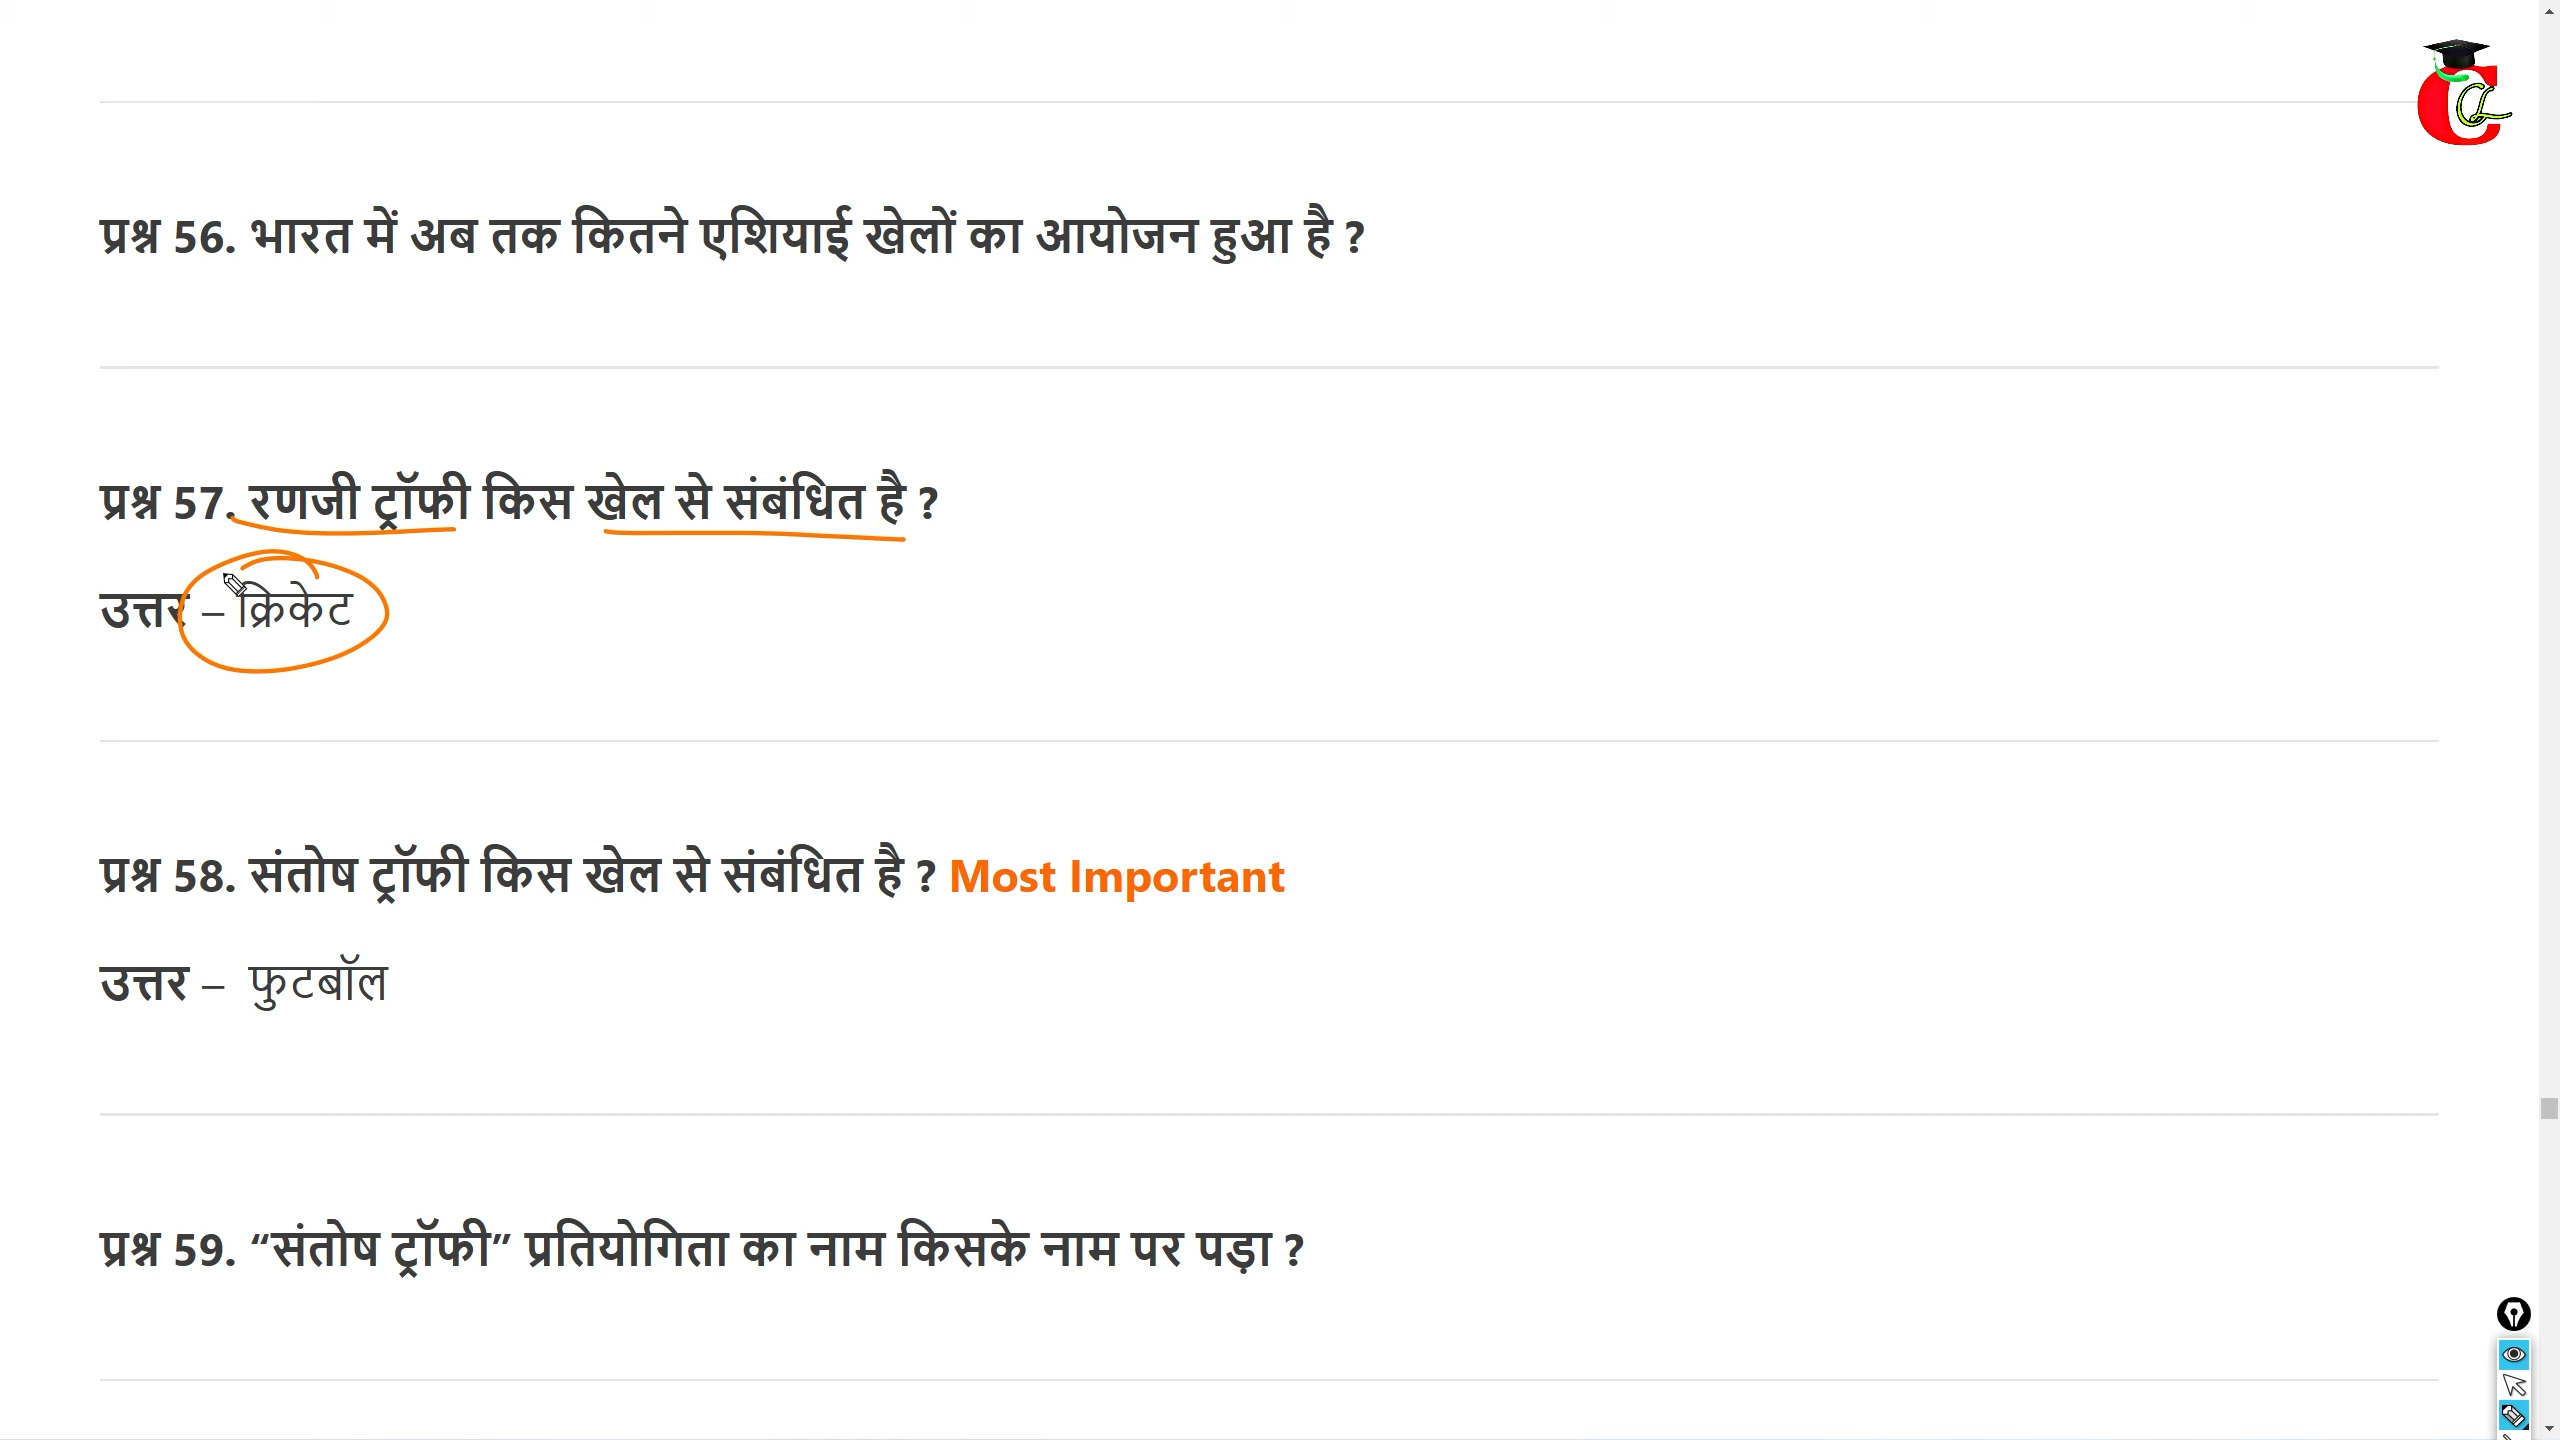 प्रश्न 56. भारत में अब तक कितने एशियाई खेलों का आयोजन हुआ है ?
प्रश्न 57. रणजी ट्रॉफी किस खेल से संबंधित है ?
उत्तर – क्रिकेट
प्रश्न 58. संतोष ट्रॉफी किस खेल से संबंधित है ? Most Important
उत्तर – फुटबॉल
प्रश्न 59. “संतोष ट्रॉफी” प्रतियोगिता का नाम किसके नाम पर पड़ा ?